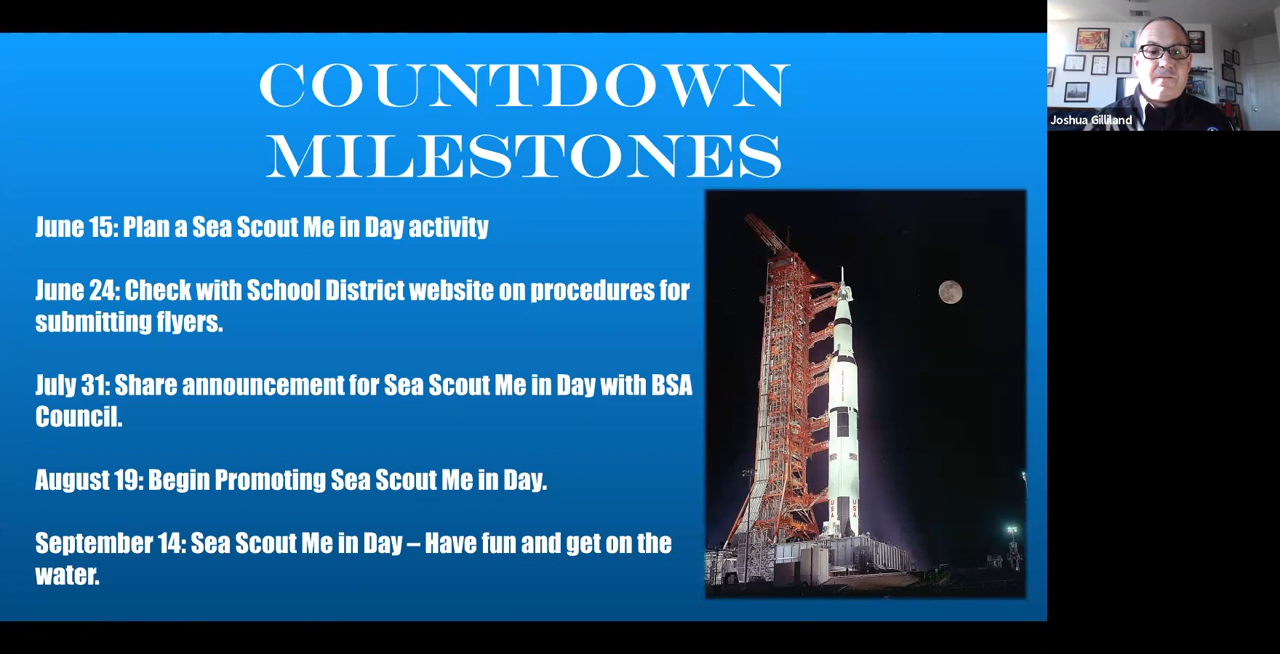 COUNTDOWN
MILESTONES
June 15: Plan a Sea Scout Me in Day activity
June 24: Check with School District website on procedures for
submitting flyers.
July 31: Share announcement for Sea Scout Me in Day with BSA
Council.
August 19: Begin Promoting Sea Scout Me in Day.
September 14: Sea Scout Me in Day – Have fun and get on the
water.
USA
USA
Joshua Gilliland